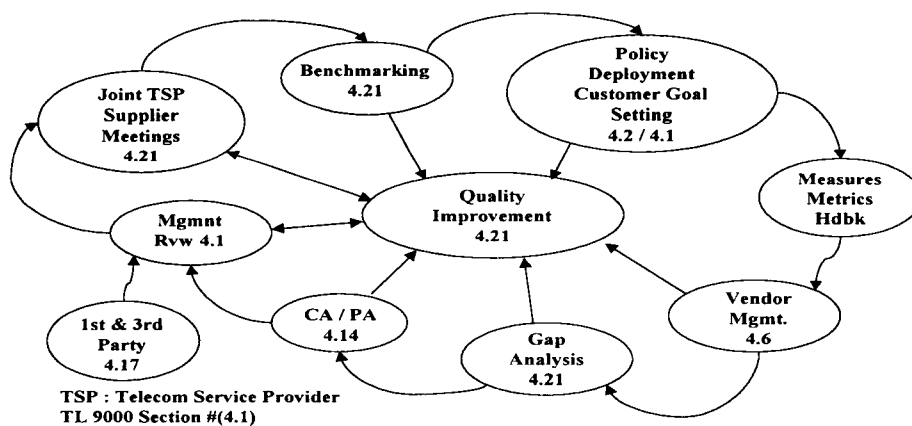 Benchmarking
4.21
Policy
Deployment
Customer Goal
Setting
4.2 / 4.1
Joint TSP
Supplier
Meetings
4.21
Measures
Metrics
Hdbk
Quality
Improvement
4.21
Mgmnt
Rvw 4.1
Vendor
Mgmt.
4.6
CA / PA
4.14
Gap
Analysis
4.21
1st & 3rd
Party
4.17
TSP : Telecom Service Provider
TL 9000 Section #(4.1)